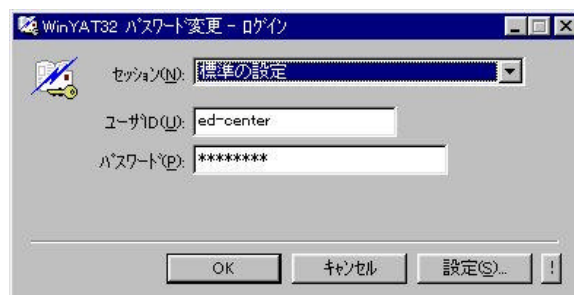 WinYAT32 ﾊﾟｽﾜｰﾄﾞ変更 - ﾛｸﾞｲﾝ
ｾｯｼｮﾝ(N): 標準の設定
ﾕｰｻﾞID(U): ed-center
ﾊﾟｽﾜｰﾄﾞ(P): ********
OK ｷｬﾝｾﾙ 設定(S)... !